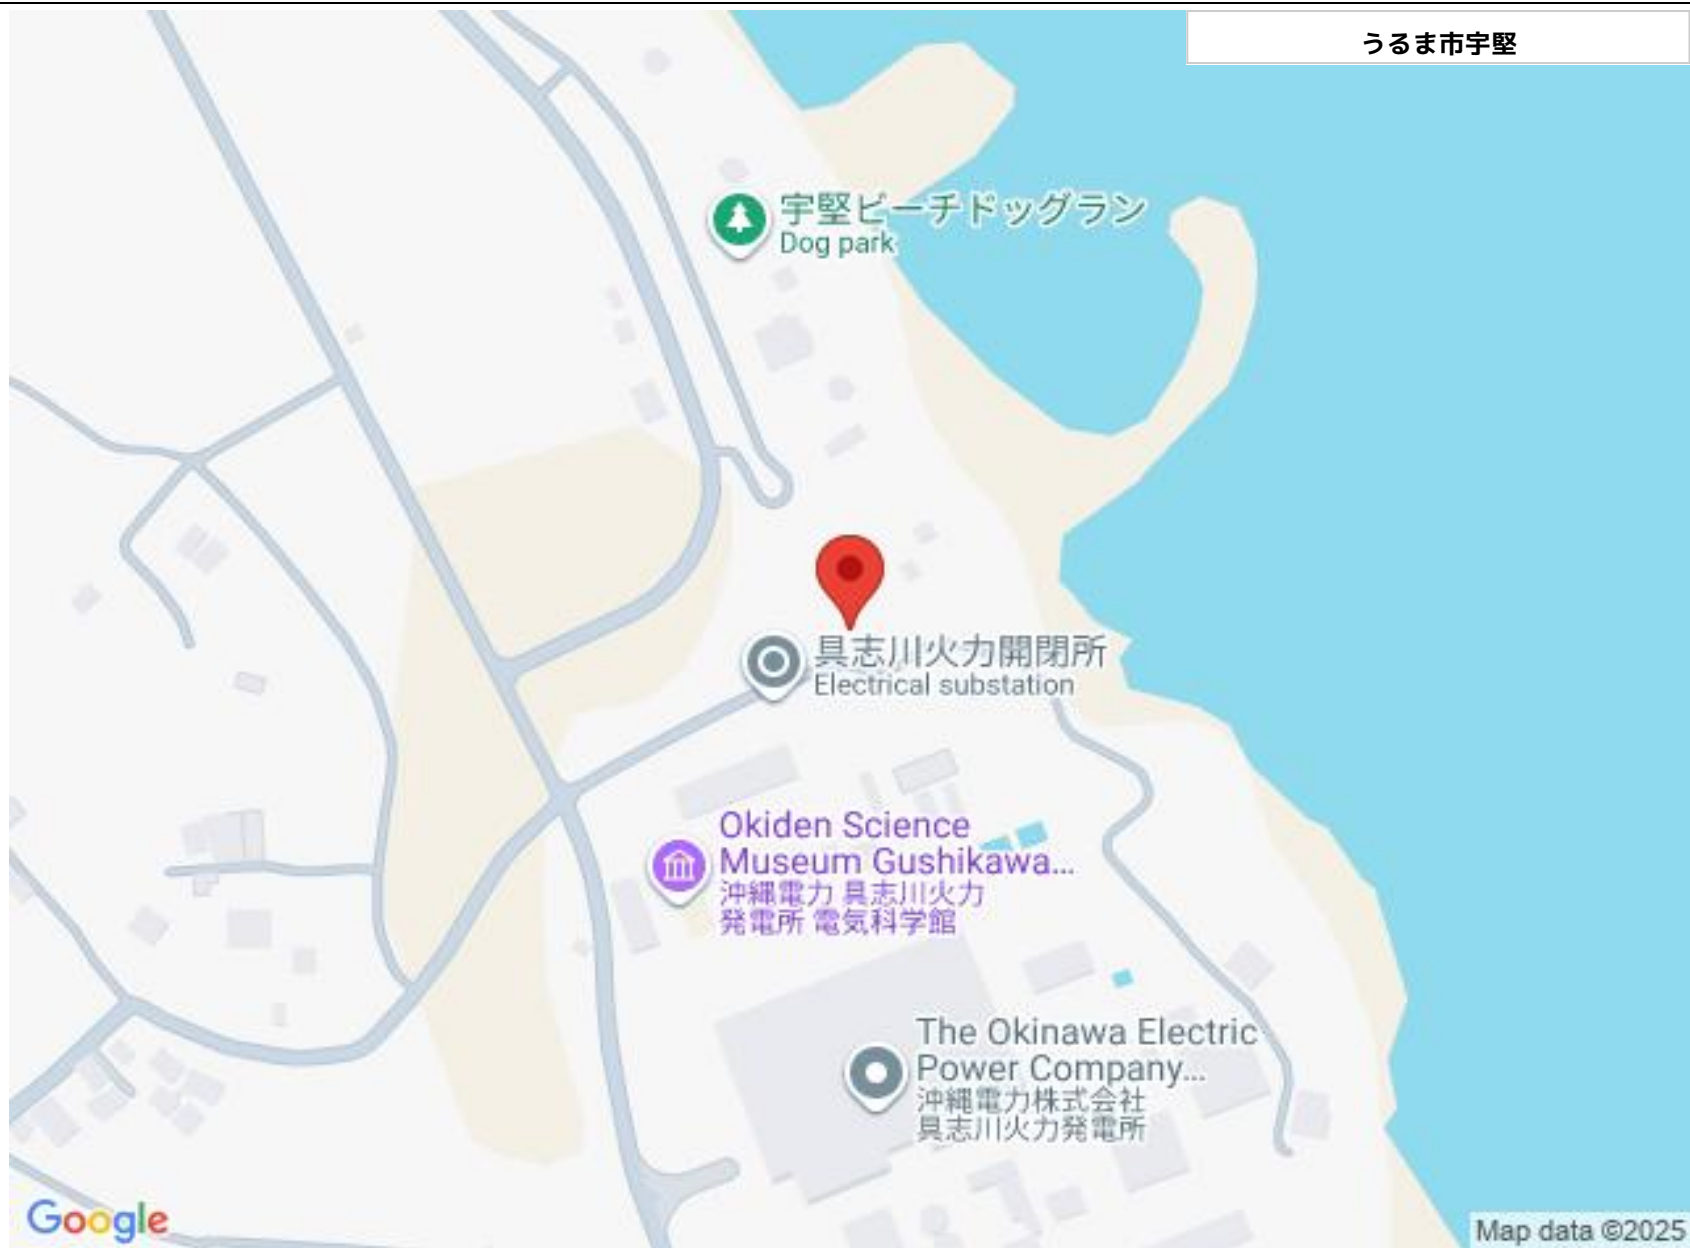 うるま市宇堅
宇堅ビーチドッグラン
Dog park
具志川火力開閉所
Electrical substation
Okiden Science
Museum Gushikawa...
沖縄電力 具志川火力
発電所 電気科学館
The Okinawa Electric
Power Company...
沖縄電力株式会社
具志川火力発電所
Google
Map data ©2025